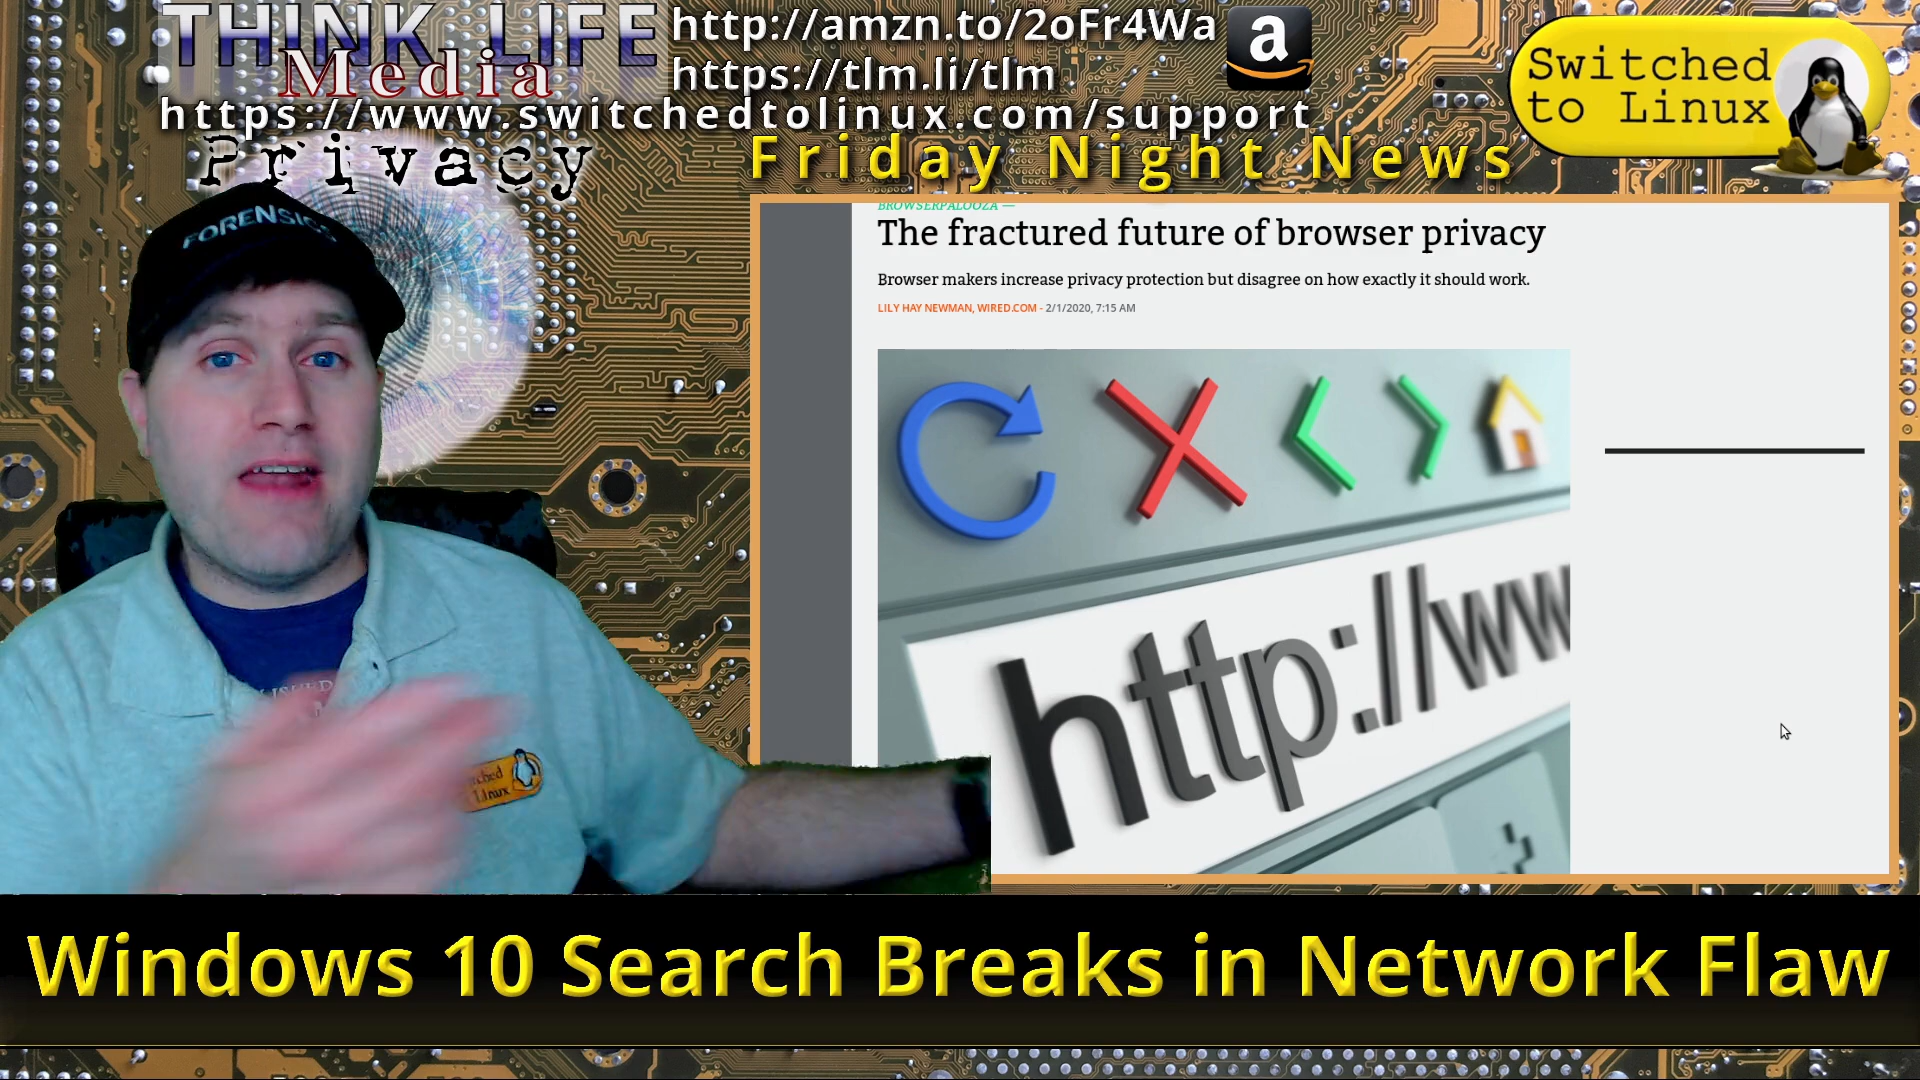 THINK LIFE
Media
http://amzn.to/2oFr4Wa
https://tlm.li/tlm
https://www.switchedtolinux.com/support
a
Switched
to Linux
Privacy
Friday Night News
FORENSICS
BROWSERPALOOZA —
The fractured future of browser privacy
Browser makers increase privacy protection but disagree on how exactly it should work.
LILY HAY NEWMAN, WIRED.COM - 2/1/2020, 7:15 AM
http://ww
Linux
Windows 10 Search Breaks in Network Flaw